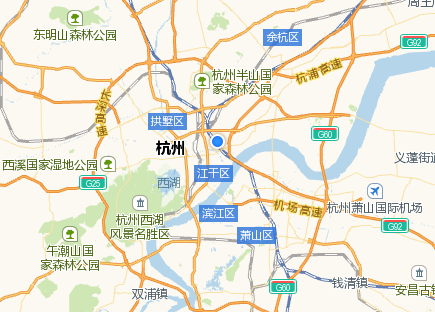 周王
东明山森林公园
余杭区
G92
杭州半山国
家森林公园
杭浦高速
长深高速
拱墅区
G60
杭州
义蓬街道
西溪国家湿地公园
G25
西湖
江干区
杭州西湖
风景名胜区
滨江区
机场高速
杭州萧山国际机场
G92
萧山区
午潮山国
家森林公园
双浦镇
G60
钱清镇
安昌古镇